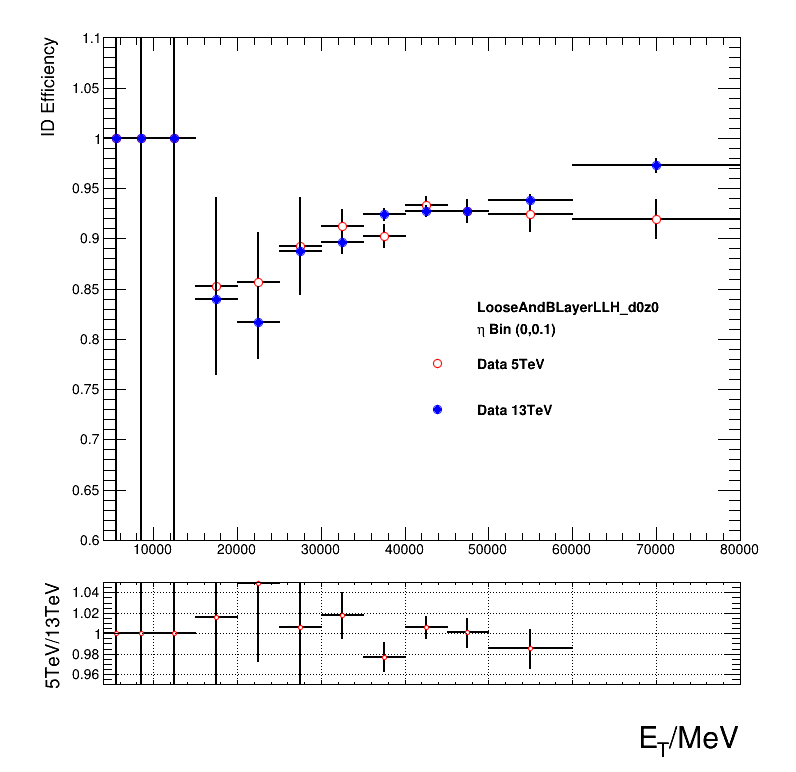 ID Efficiency
1.1
1.05
1
0.95
0.9
0.85
0.8
0.75
0.7
0.65
0.6
LooseAndBLayerLLH_d0z0
η Bin (0,0.1)
Data 5TeV
Data 13TeV
10000 20000 30000 40000 50000 60000 70000 80000
5TeV/13TeV
1.04
1.02
1
0.98
0.96
E_T/MeV